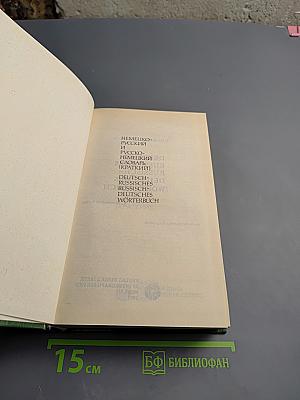 НЕМЕЦКО-
РУССКИЙ
И
РУССКО-
НЕМЕЦКИЙ
СЛОВАРЬ
(КРАТКИЙ)
DEUTSCH-
RUSSISCHES
RUSSISCH-
DEUTSCHES
WÖRTERBUCH
15 СМ
БФ БИБЛИОФАН